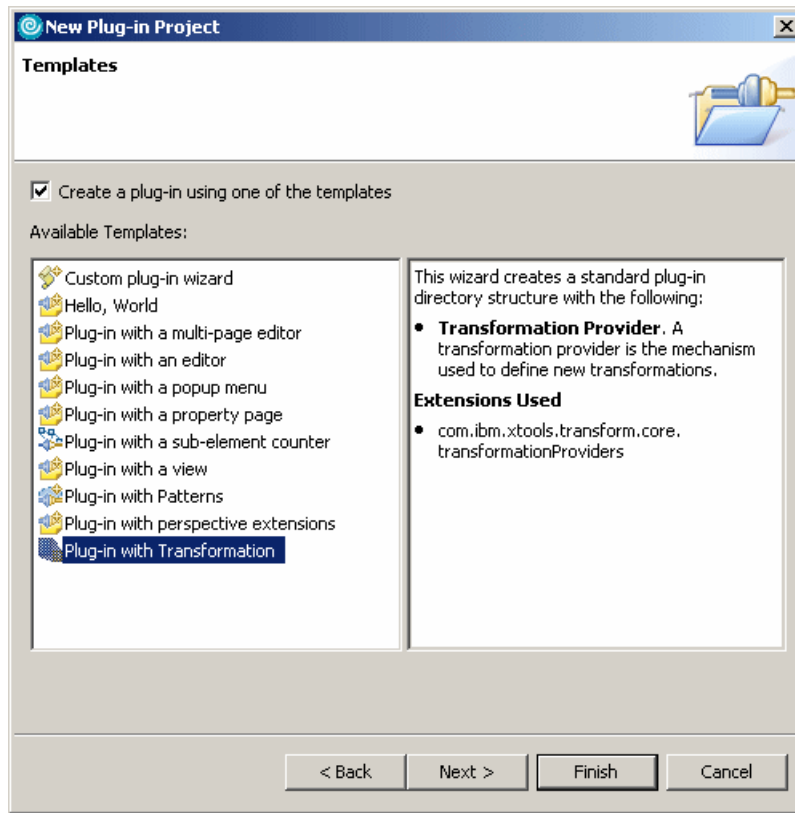 New Plug-in Project
Templates
Create a plug-in using one of the templates
Available Templates:
Custom plug-in wizard
Hello, World
Plug-in with a multi-page editor
Plug-in with an editor
Plug-in with a popup menu
Plug-in with a property page
Plug-in with a sub-element counter
Plug-in with a view
Plug-in with Patterns
Plug-in with perspective extensions
Plug-in with Transformation
This wizard creates a standard plug-in
directory structure with the following:
• Transformation Provider. A
transformation provider is the mechanism
used to define new transformations.
Extensions Used
• com.ibm.xtools.transform.core.
transformationProviders
< Back
Next >
Finish
Cancel